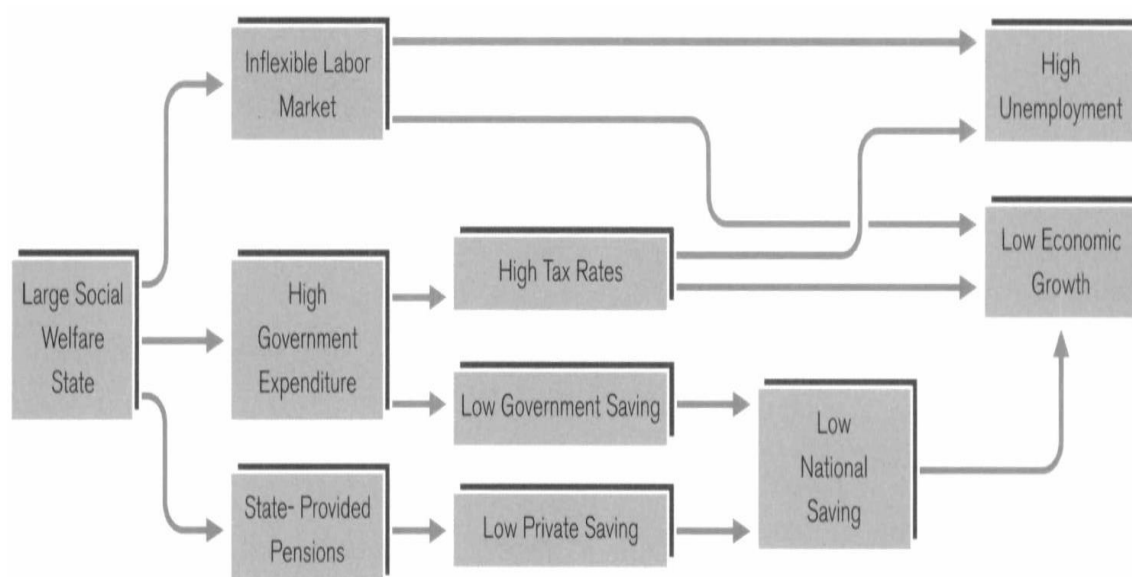 Inflexible Labor
Market
High
Unemployment
Large Social
Welfare
State
High
Government
Expenditure
High Tax Rates
Low Economic
Growth
Low Government Saving
Low
National
Saving
State- Provided
Pensions
Low Private Saving